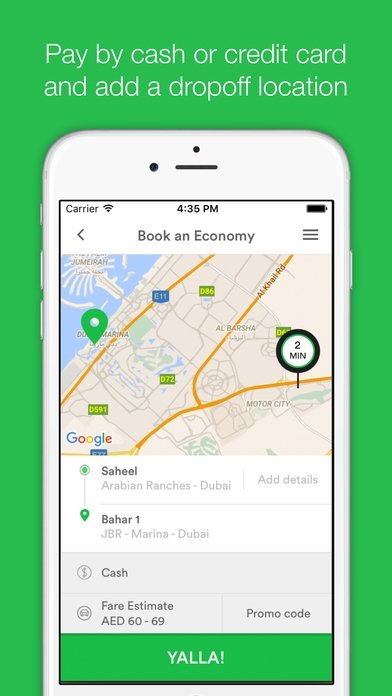 Pay by cash or credit card
and add a dropoff location
Carrier
4:35 PM
Book an Economy
JUMEIRAH
E11
D86
Al Khail Rd
AL BARSHA
البرشا
2
MIN
D72
MOTOR CITY
D591
E77
Google
Saheel
Arabian Ranches - Dubai
Add details
Bahar 1
JBR - Marina - Dubai
Cash
Fare Estimate
AED 60 - 69
Promo code
YALLA!